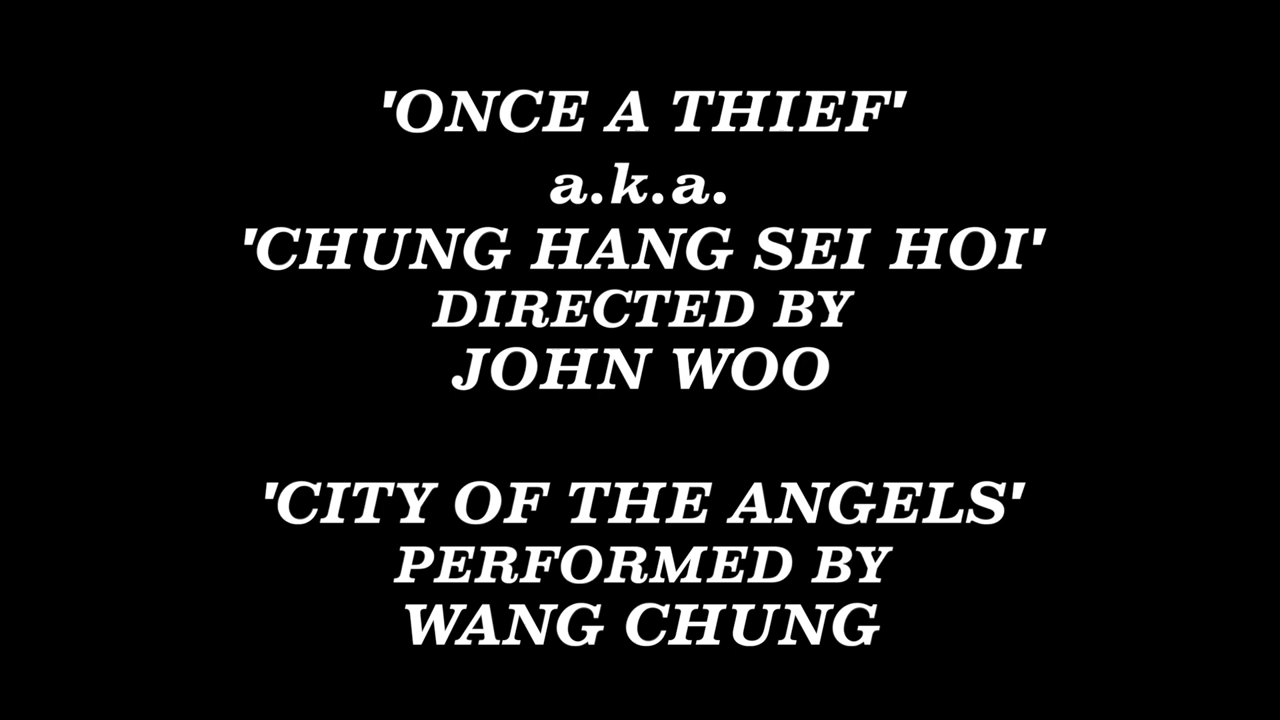 'ONCE A THIEF'
a.k.a.
'CHUNG HANG SEI HOI'
DIRECTED BY
JOHN WOO
'CITY OF THE ANGELS'
PERFORMED BY
WANG CHUNG